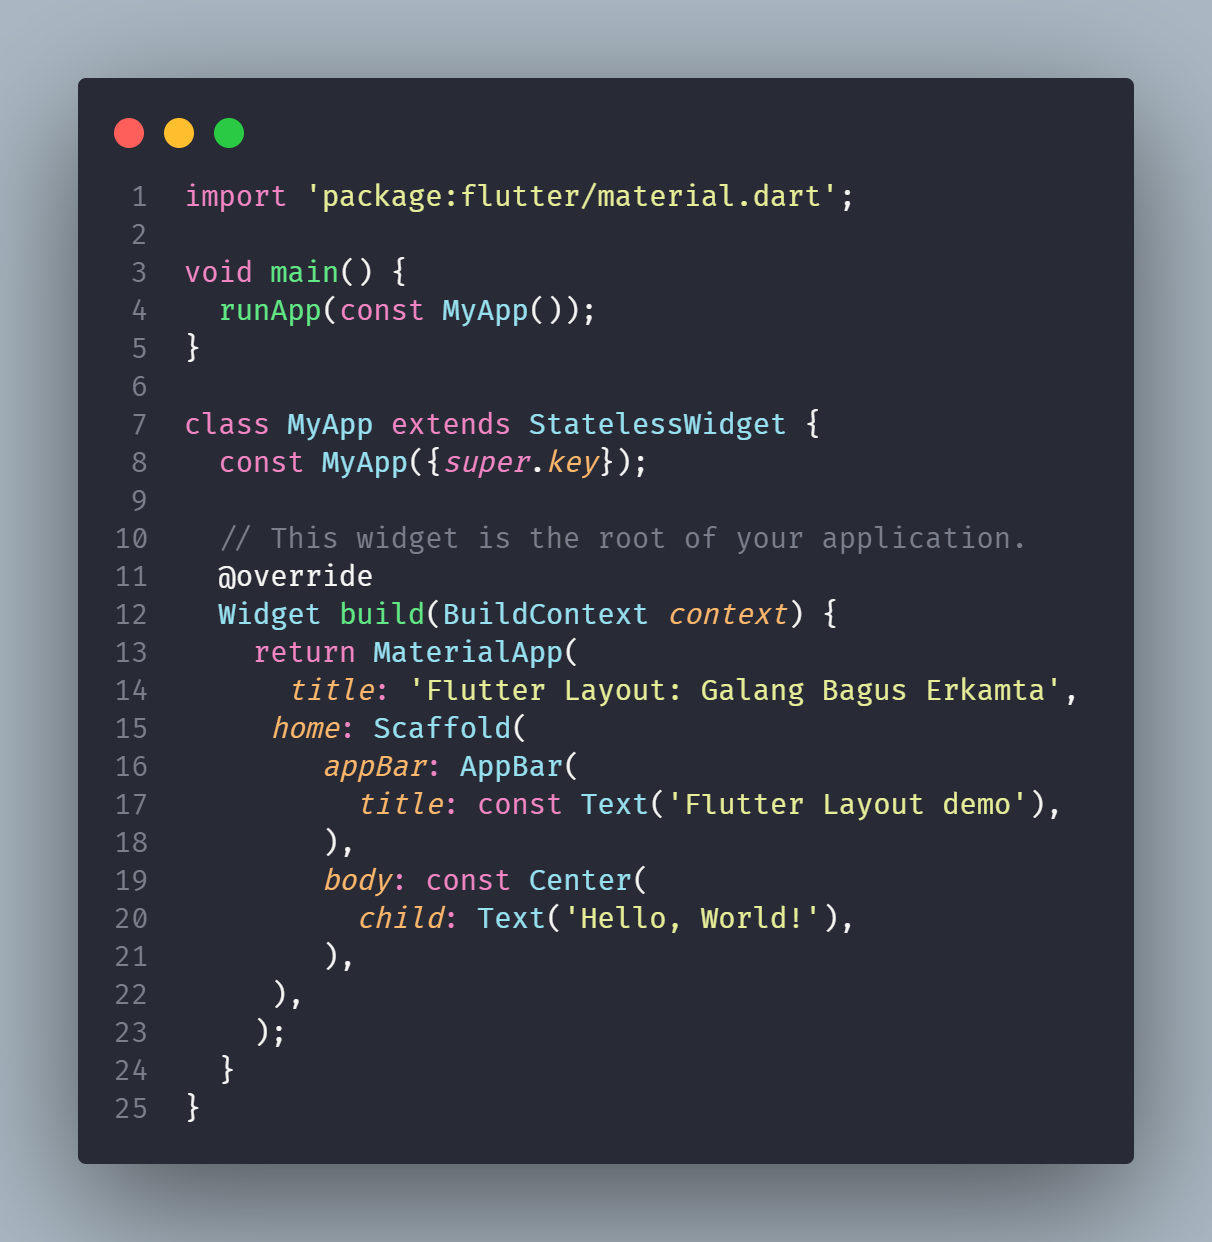 1 import 'package:flutter/material.dart';
2
3 void main() {
4   runApp(const MyApp());
5 }
6
7 class MyApp extends StatelessWidget {
8   const MyApp({super.key});
9
10   // This widget is the root of your application.
11   @override
12   Widget build(BuildContext context) {
13     return MaterialApp(
14       title: 'Flutter Layout: Galang Bagus Erkamta',
15      home: Scaffold(
16         appBar: AppBar(
17           title: const Text('Flutter Layout demo'),
18         ),
19         body: const Center(
20           child: Text('Hello, World!'),
21         ),
22      ),
23     );
24   }
25 }